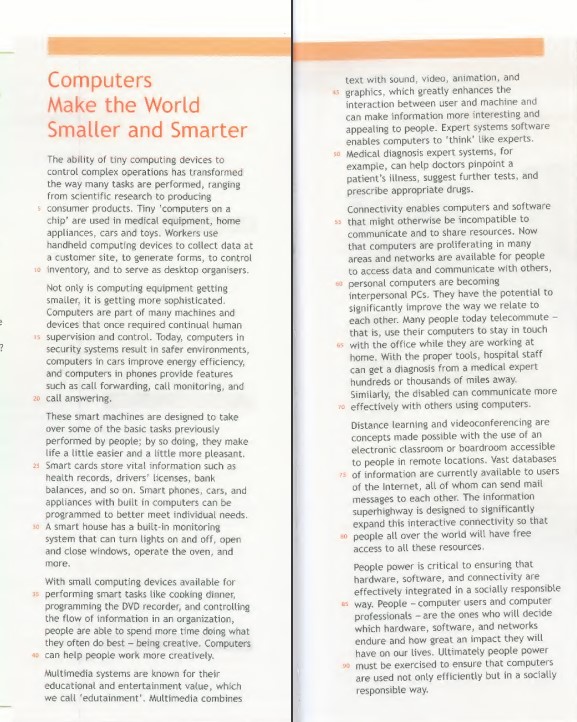 Computers
Make the World
Smaller and Smarter
The ability of tiny computing devices to
control complex operations has transformed
the way many tasks are performed, ranging
from scientific research to producing
5 consumer products. Tiny 'computers on a
chip' are used in medical equipment, home
appliances, cars and toys. Workers use
handheld computing devices to collect data at
a customer site, to generate forms, to control
10 inventory, and to serve as desktop organisers.
Not only is computing equipment getting
smaller, it is getting more sophisticated.
Computers are part of many machines and
devices that once required continual human
15 supervision and control. Today, computers in
security systems result in safer environments,
computers in cars improve energy efficiency,
and computers in phones provide features
such as call forwarding, call monitoring, and
20 call answering.
These smart machines are designed to take
over some of the basic tasks previously
performed by people; by so doing, they make
life a little easier and a little more pleasant.
25 Smart cards store vital information such as
health records, drivers' licenses, bank
balances, and so on. Smart phones, cars, and
appliances with built in computers can be
programmed to better meet individual needs.
30 A smart house has a built-in monitoring
system that can turn lights on and off, open
and close windows, operate the oven, and
more.
With small computing devices available for
35 performing smart tasks like cooking dinner,
programming the DVD recorder, and controlling
the flow of information in an organization,
people are able to spend more time doing what
they often do best – being creative. Computers
40 can help people work more creatively.
Multimedia systems are known for their
educational and entertainment value, which
we call 'edutainment'. Multimedia combines
text with sound, video, animation, and
45 graphics, which greatly enhances the
interaction between user and machine and
can make information more interesting and
appealing to people. Expert systems software
enables computers to 'think' like experts.
50 Medical diagnosis expert systems, for
example, can help doctors pinpoint a
patient's illness, suggest further tests, and
prescribe appropriate drugs.
Connectivity enables computers and software
55 that might otherwise be incompatible to
communicate and to share resources. Now
that computers are proliferating in many
areas and networks are available for people
to access data and communicate with others,
60 personal computers are becoming
interpersonal PCs. They have the potential to
significantly improve the way we relate to
each other. Many people today telecommute –
that is, use their computers to stay in touch
65 with the office while they are working at
home. With the proper tools, hospital staff
can get a diagnosis from a medical expert
hundreds or thousands of miles away.
Similarly, the disabled can communicate more
70 effectively with others using computers.
Distance learning and videoconferencing are
concepts made possible with the use of an
electronic classroom or boardroom accessible
to people in remote locations. Vast databases
75 of information are currently available to users
of the Internet, all of whom can send mail
messages to each other. The information
superhighway is designed to significantly
expand this interactive connectivity so that
80 people all over the world will have free
access to all these resources.
People power is critical to ensuring that
hardware, software, and connectivity are
effectively integrated in a socially responsible
85 way. People – computer users and computer
professionals – are the ones who will decide
which hardware, software, and networks
endure and how great an impact they will
have on our lives. Ultimately people power
90 must be exercised to ensure that computers
are used not only efficiently but in a socially
responsible way.